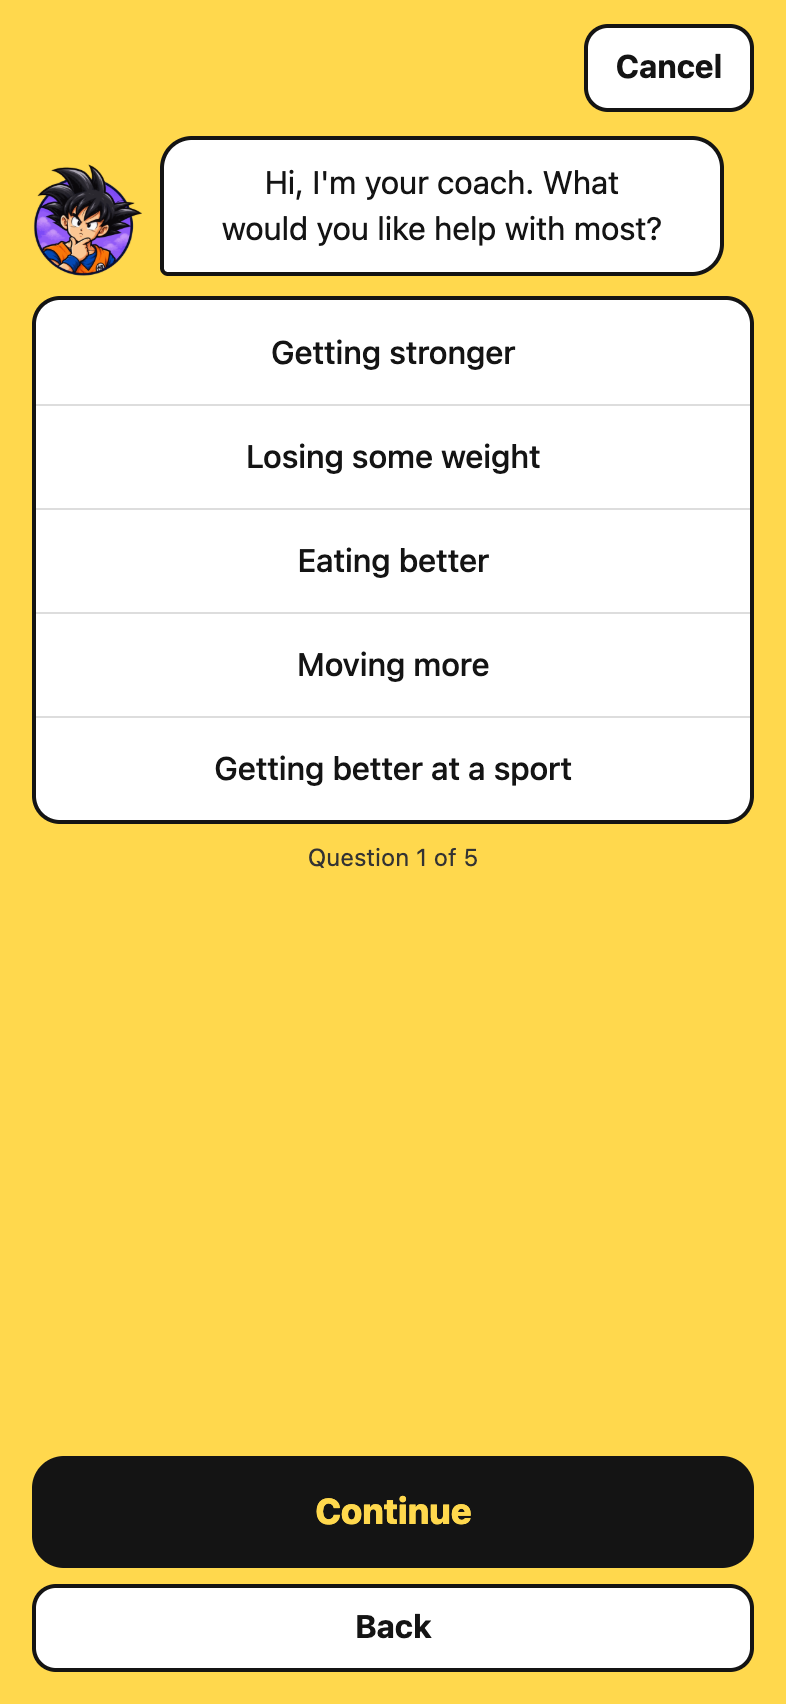 Cancel
Hi, I'm your coach. What
would you like help with most?
Getting stronger
Losing some weight
Eating better
Moving more
Getting better at a sport
Question 1 of 5
Continue
Back